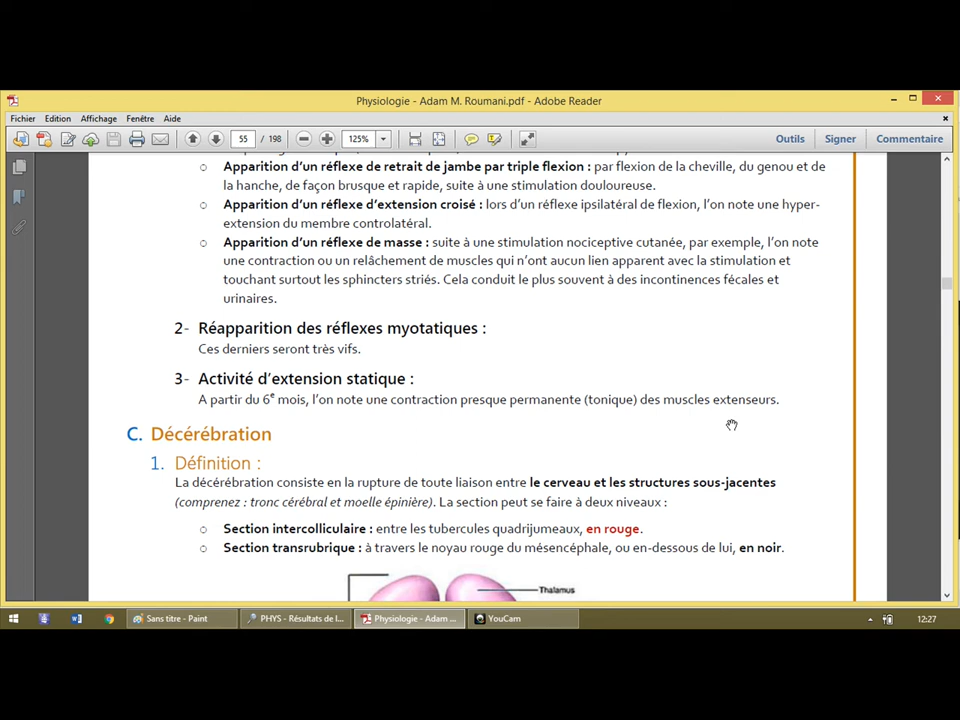 Physiologie - Adam M. Roumani.pdf - Adobe Reader
Fichier Edition Affichage Fenêtre Aide
55 / 198 125% Outils Signer Commentaire
Apparition d'un réflexe de retrait de jambe par triple flexion : par flexion de la cheville, du genou et de
la hanche, de façon brusque et rapide, suite à une stimulation douloureuse.
Apparition d'un réflexe d'extension croisé : lors d'un réflexe ipsilatéral de flexion, l'on note une hyper-
extension du membre controlatéral.
Apparition d'un réflexe de masse : suite à une stimulation nociceptive cutanée, par exemple, l'on note
une contraction ou un relâchement de muscles qui n'ont aucun lien apparent avec la stimulation et
touchant surtout les sphincters striés. Cela conduit le plus souvent à des incontinences fécales et
urinaires.
2- Réapparition des réflexes myotatiques :
Ces derniers seront très vifs.
3- Activité d'extension statique :
A partir du 6e mois, l'on note une contraction presque permanente (tonique) des muscles extenseurs.
C. Décérébration
1. Définition :
La décérébration consiste en la rupture de toute liaison entre le cerveau et les structures sous-jacentes
(comprenez : tronc cérébral et moelle épinière). La section peut se faire à deux niveaux :
Section intercolliculaire : entre les tubercules quadrijumeaux, en rouge.
Section transrubrique : à travers le noyau rouge du mésencéphale, ou en-dessous de lui, en noir.
Thalamus
Sans titre - Paint PHYS - Résultats de l... Physiologie - Adam ... YouCam 12:27